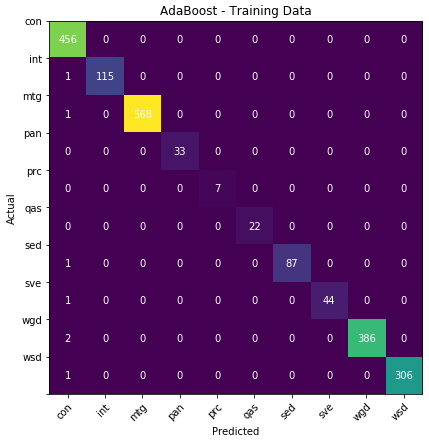 AdaBoost - Training Data
con
456 0 0 0 0 0 0 0 0 0
int
1 115 0 0 0 0 0 0 0 0
mtg
1 0 568 0 0 0 0 0 0 0
pan
0 0 0 33 0 0 0 0 0 0
prc
0 0 0 0 7 0 0 0 0 0
qas
0 0 0 0 0 22 0 0 0 0
sed
1 0 0 0 0 0 87 0 0 0
sve
1 0 0 0 0 0 0 44 0 0
wgd
2 0 0 0 0 0 0 0 386 0
wsd
1 0 0 0 0 0 0 0 0 306
Actual
con int mtg pan prc qas sed sve wgd wsd
Predicted